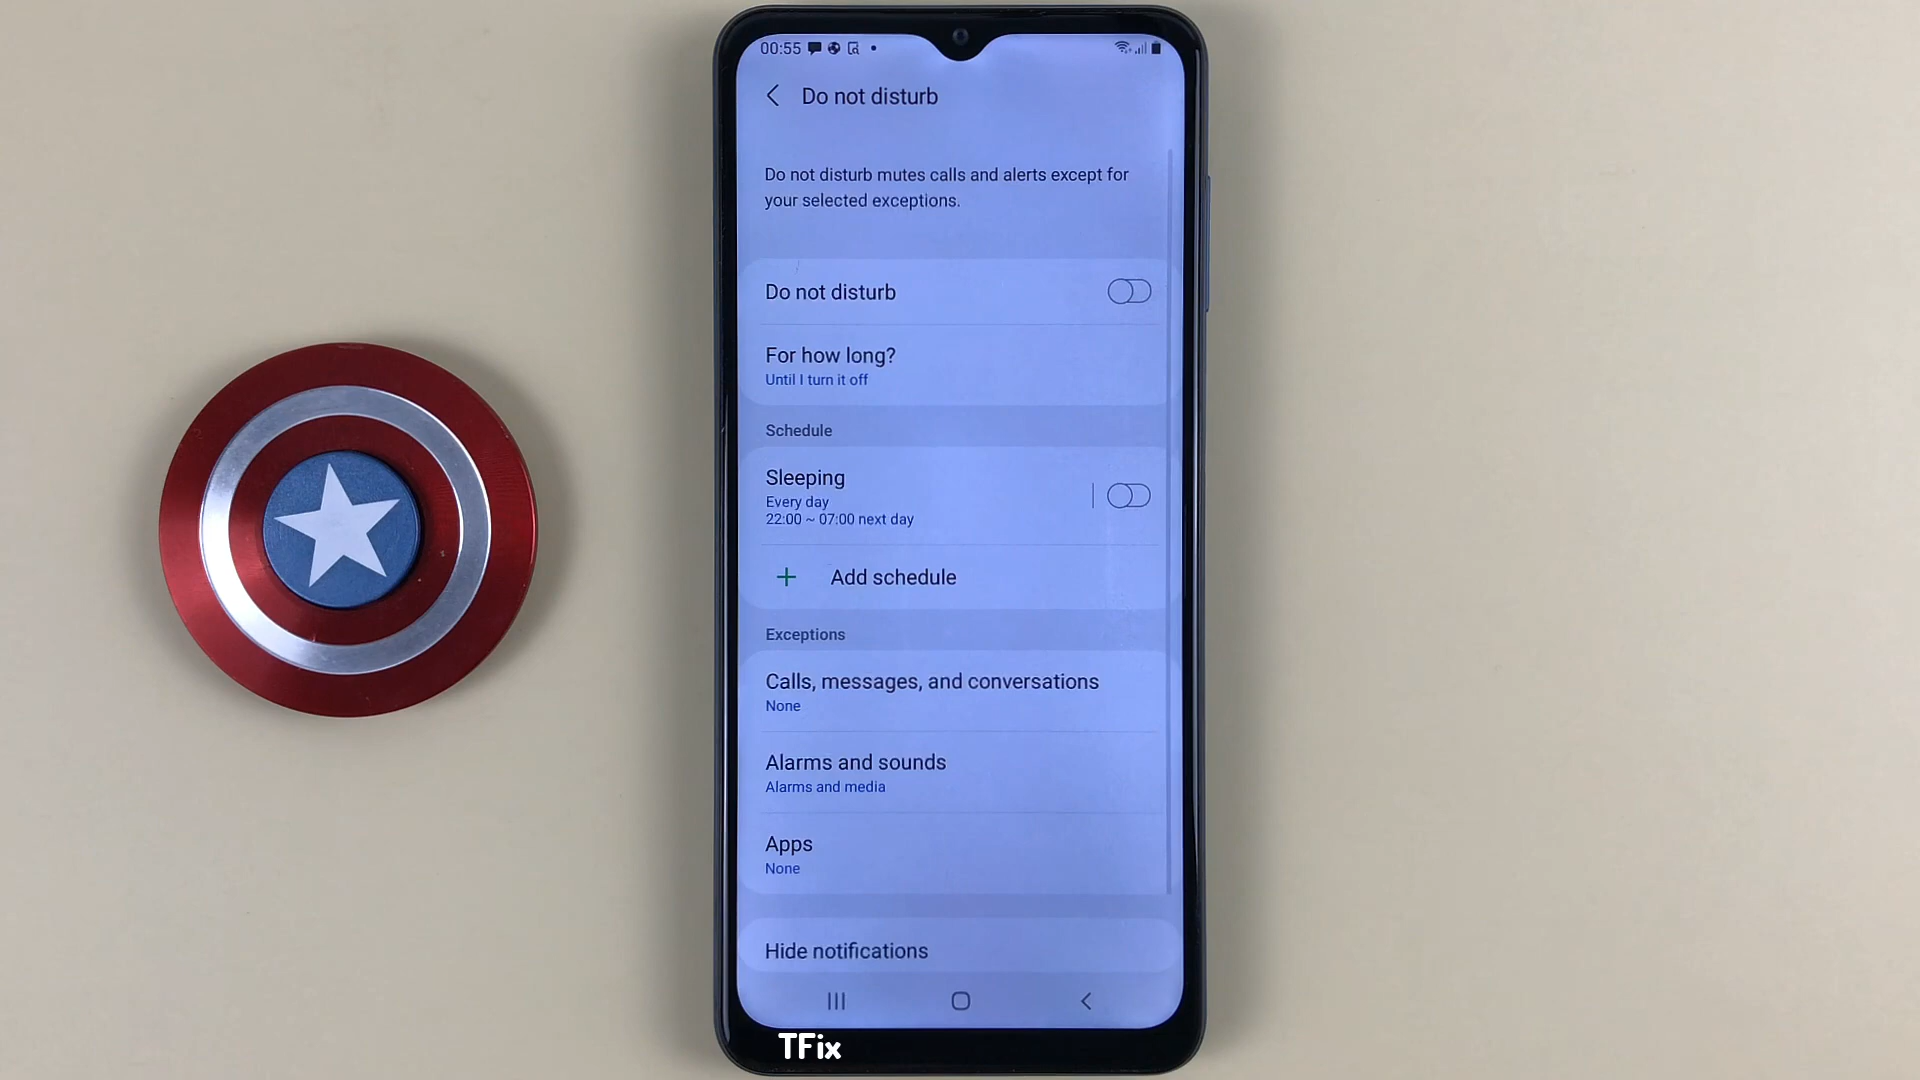 00:55
Do not disturb
Do not disturb mutes calls and alerts except for
your selected exceptions.
Do not disturb
For how long?
Until I turn it off
Schedule
Sleeping
Every day
22:00 ~ 07:00 next day
Add schedule
Exceptions
Calls, messages, and conversations
None
Alarms and sounds
Alarms and media
Apps
None
Hide notifications
TFix